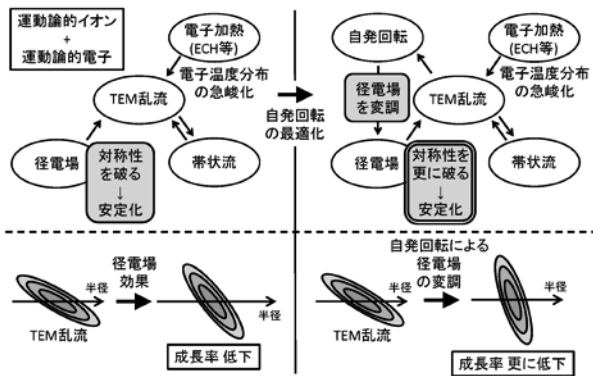 運動論的イオン
+
運動論的電子
電子加熱
(ECH等)
電子温度分布
の急峻化
TEM乱流
径電場
対称性
を破る
↓
安定化
帯状流
自発回転
の最適化
自発回転
電子加熱
(ECH等)
径電場
を変調
電子温度分布
の急峻化
TEM乱流
径電場
対称性を
更に破る
↓
安定化
帯状流
半径
TEM乱流
径電場
効果
半径
成長率 低下
半径
TEM乱流
自発回転による
径電場
の変調
半径
成長率 更に低下